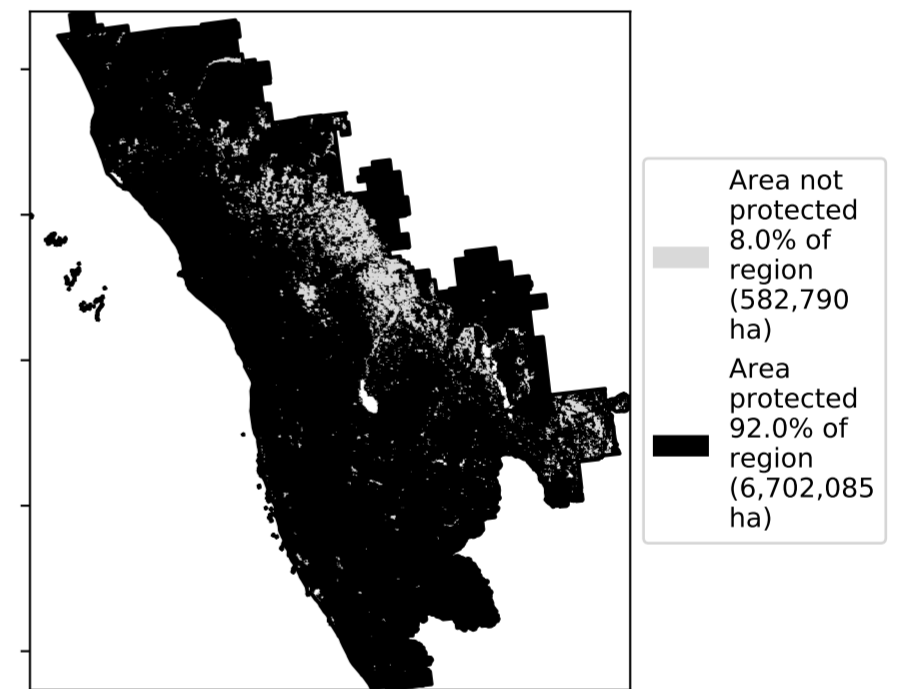 Area not
protected
8.0% of
region
(582,790
ha)
Area
protected
92.0% of
region
(6,702,085
ha)